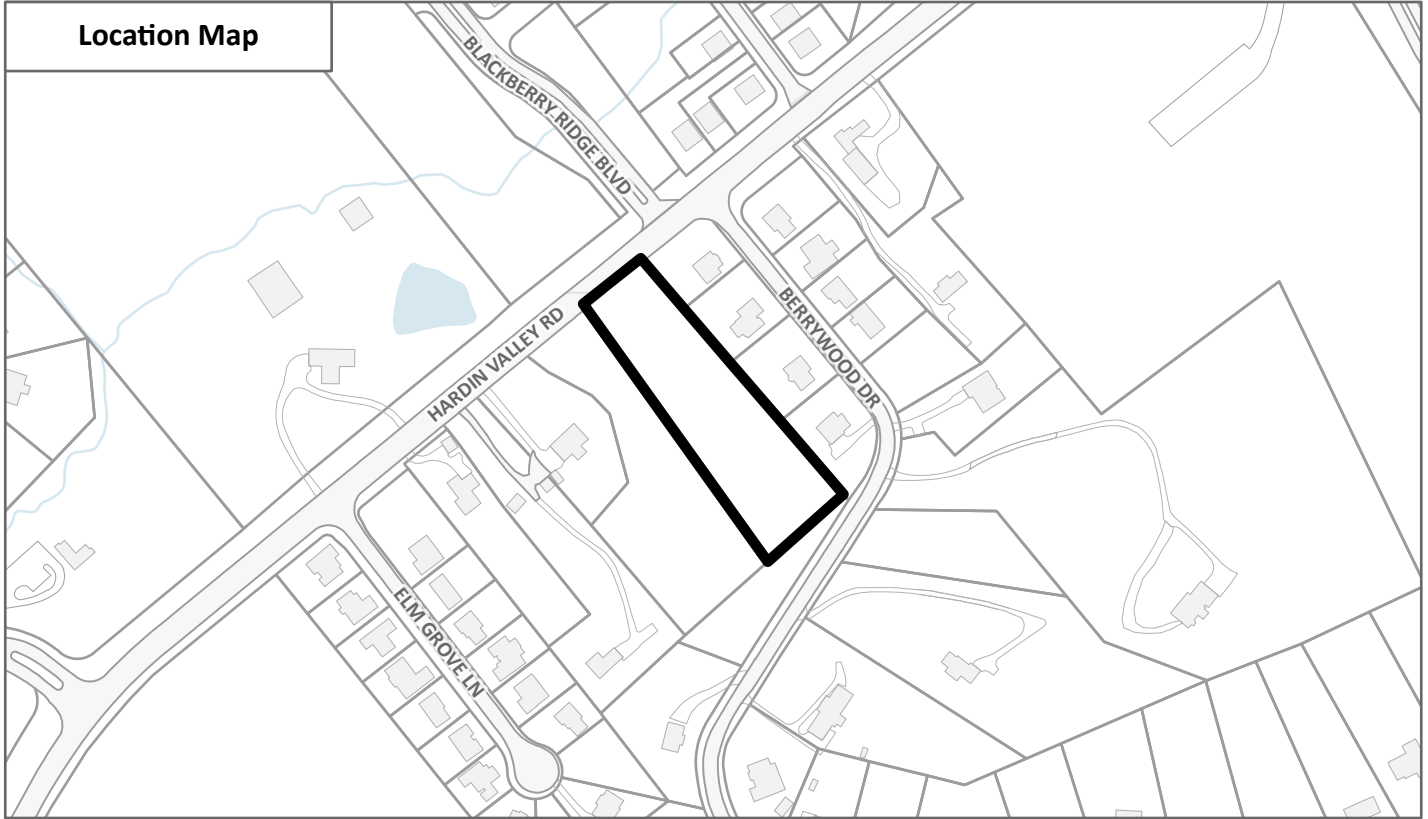 Location Map
BLACKBERRY RIDGE BLVD
HARDIN VALLEY RD
BERRYWOOD DR
ELM GROVE LN